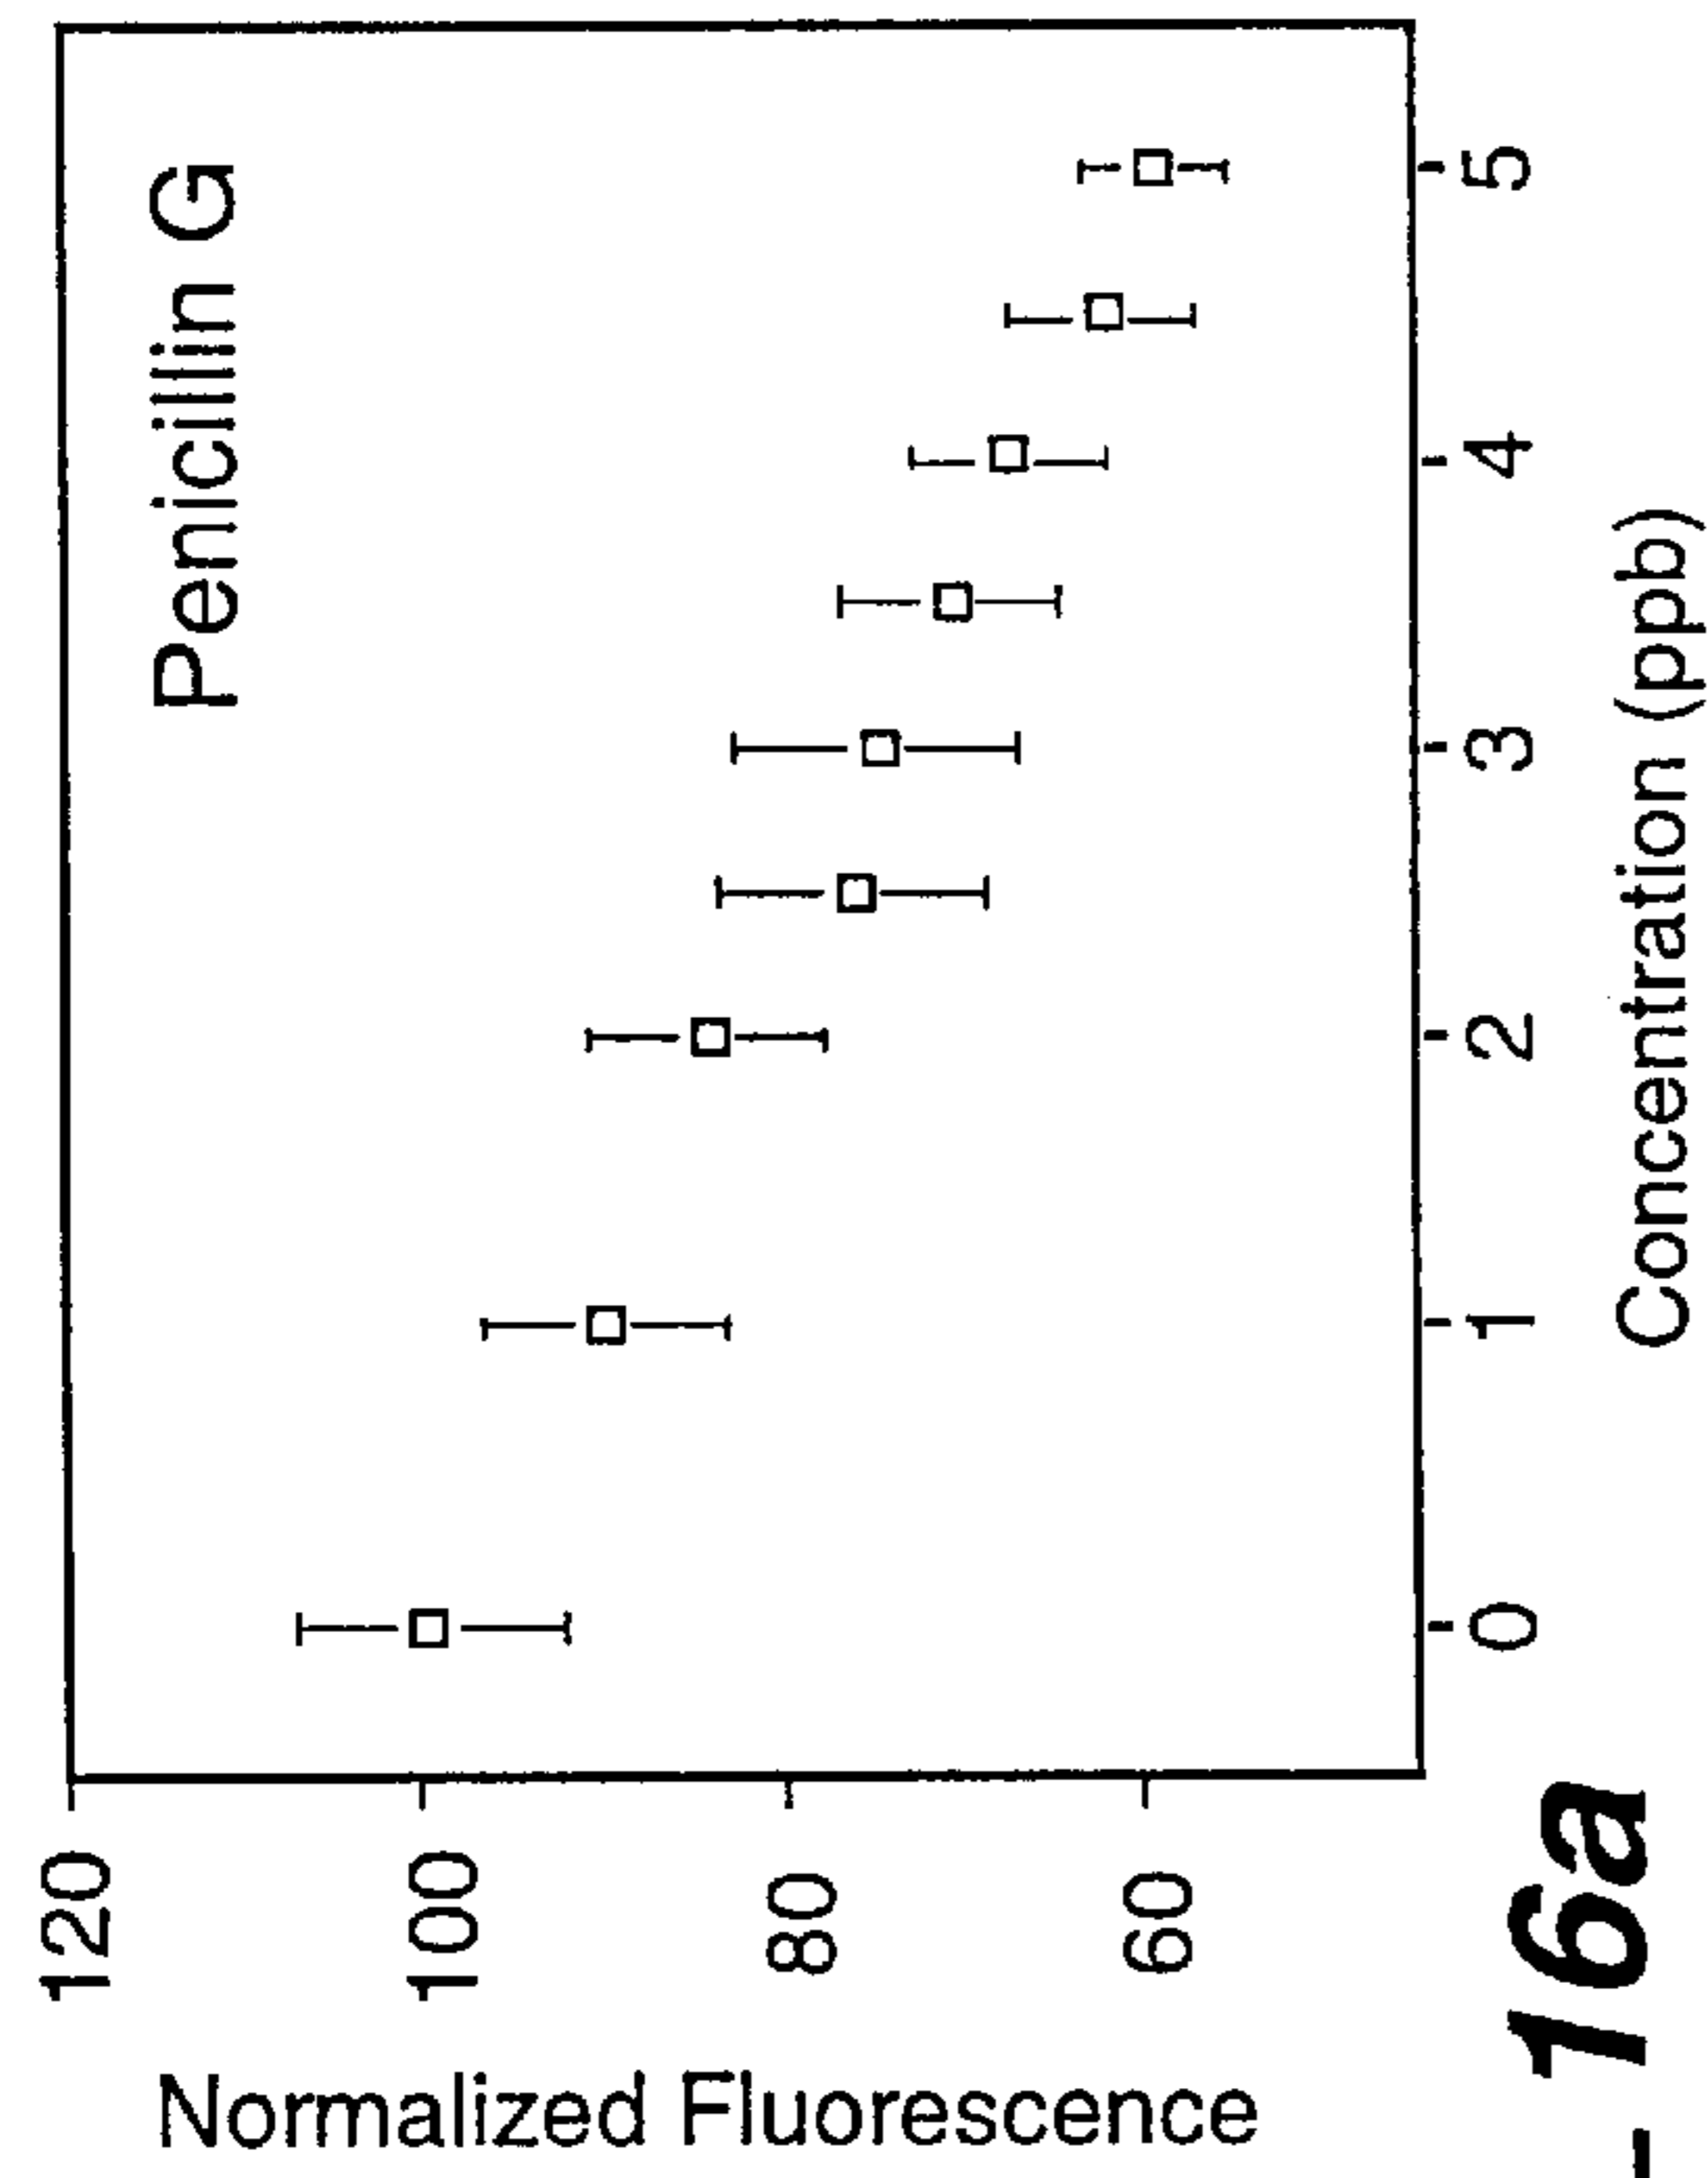 Penicillin G
120
100
80
60
Normalized Fluorescence
0 1 2 3 4 5
Concentration (ppb)
- 16a